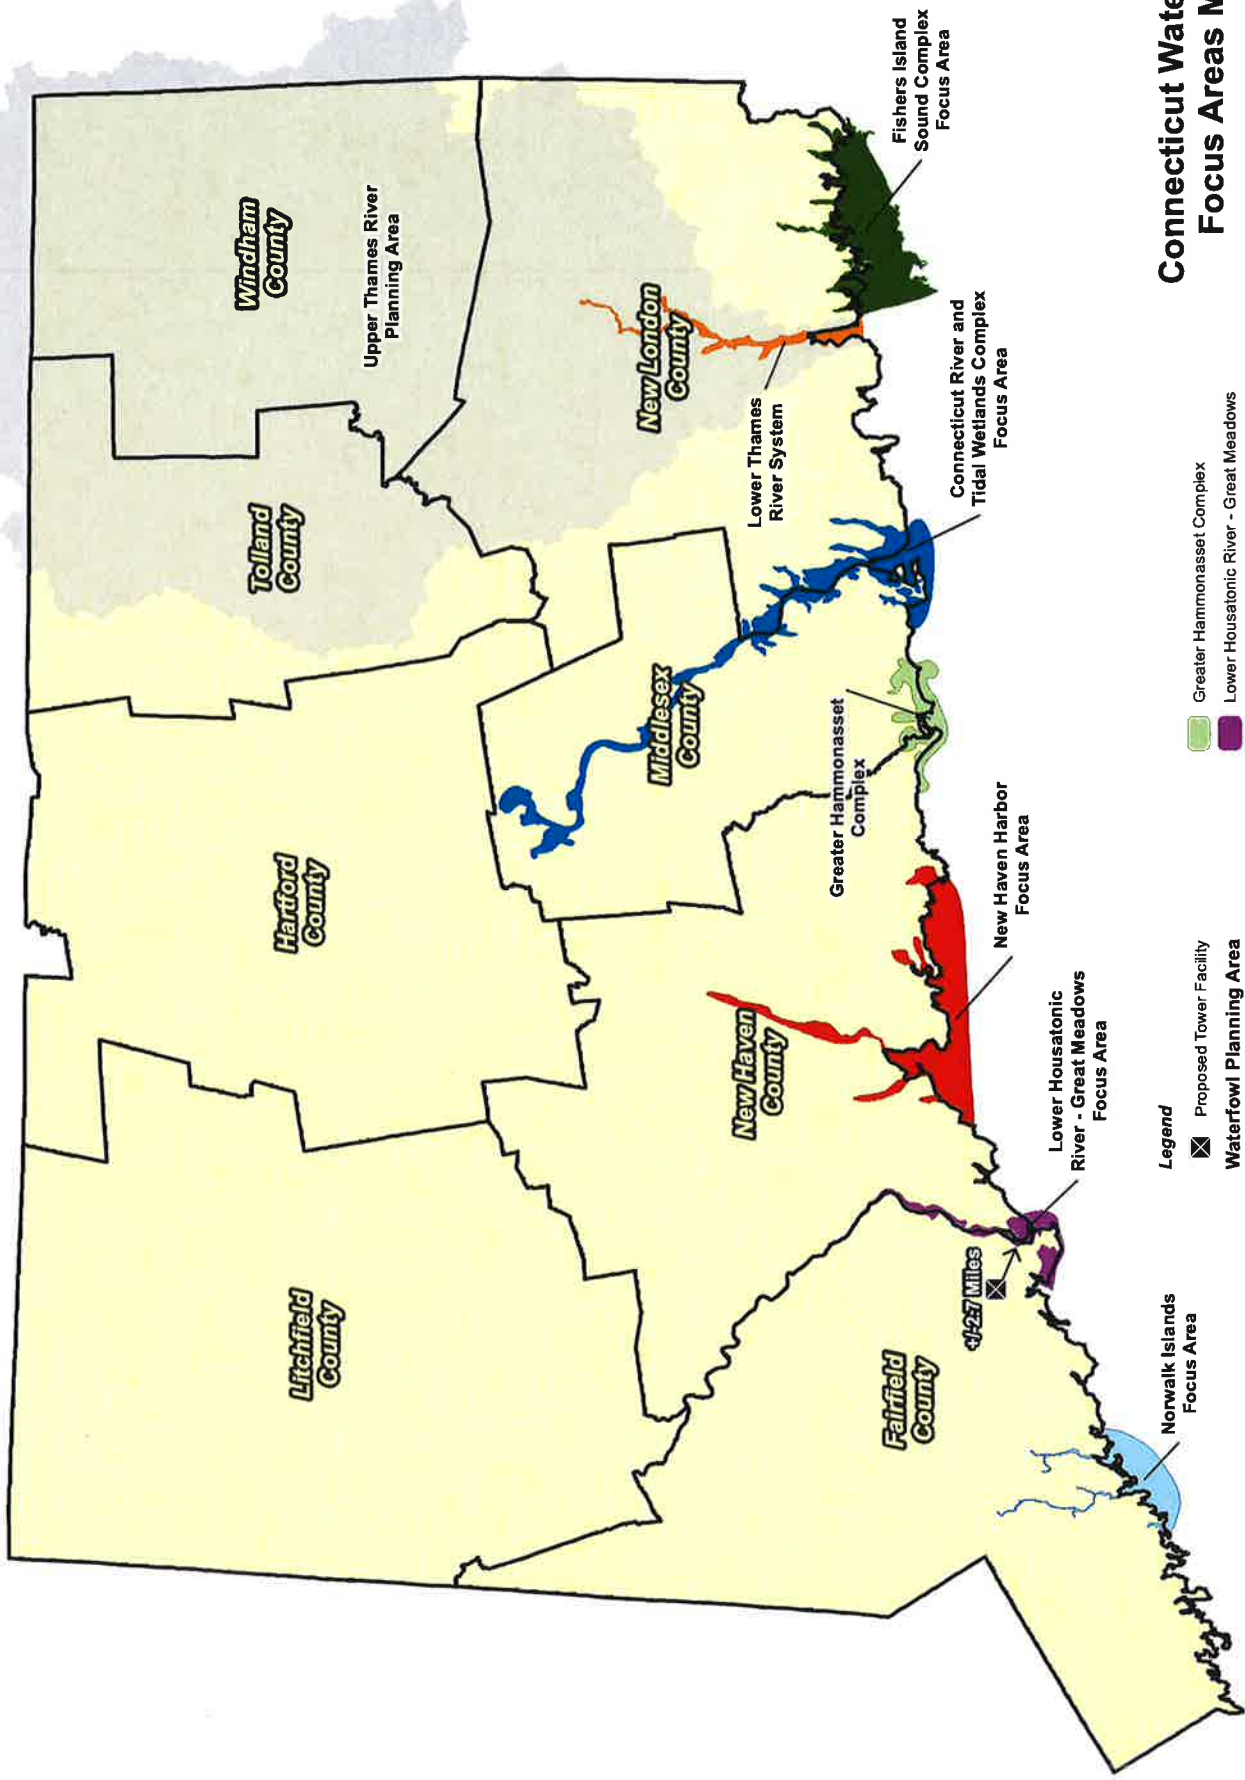 Windham
County
Upper Thames River
Planning Area
Tolland
County
Hartford
County
Litchfield
County
New London
County
Lower Thames
River System
Middlesex
County
New Haven
County
Fairfield
County
Fishers Island
Sound Complex
Focus Area
Connecticut River and
Tidal Wetlands Complex
Focus Area
Greater Hammonasset
Complex
New Haven Harbor
Focus Area
Lower Housatonic
River - Great Meadows
Focus Area
+/-2.7 Miles
Norwalk Islands
Focus Area
Connecticut Wate
Focus Areas M
Legend
Proposed Tower Facility
Waterfowl Planning Area
Greater Hammonasset Complex
Lower Housatonic River - Great Meadows